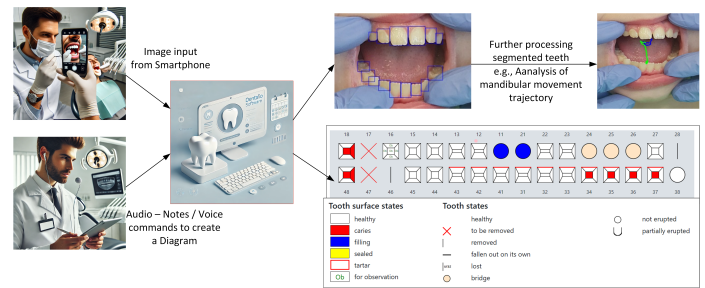 Image input
from Smartphone
Audio – Notes / Voice
commands to create
a Diagram
Further processing
segmented teeth
e.g., Aanalysis of
mandibular movement
trajectory
18 17 16 15 14 13 12 11 21 22 23 24 25 26 27 28
48 47 46 45 44 43 42 41 31 32 33 34 35 36 37 38
Tooth surface states
healthy
caries
filling
sealed
tartar
Ob for observation
Tooth states
healthy
to be removed
removed
fallen out on its own
lost
bridge
not erupted
partially erupted